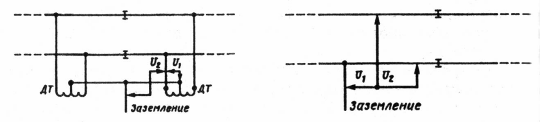 U₂ U₁
ДТ ДТ
Заземление
U₁ U₂
Заземление